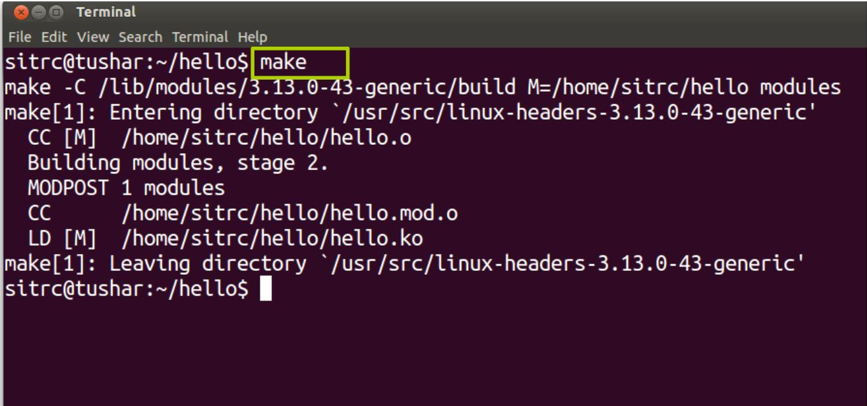 Terminal
File Edit View Search Terminal Help
sitrc@tushar:~/hello$ make
make -C /lib/modules/3.13.0-43-generic/build M=/home/sitrc/hello modules
make[1]: Entering directory `/usr/src/linux-headers-3.13.0-43-generic'
  CC [M]  /home/sitrc/hello/hello.o
  Building modules, stage 2.
  MODPOST 1 modules
  CC      /home/sitrc/hello/hello.mod.o
  LD [M]  /home/sitrc/hello/hello.ko
make[1]: Leaving directory `/usr/src/linux-headers-3.13.0-43-generic'
sitrc@tushar:~/hello$